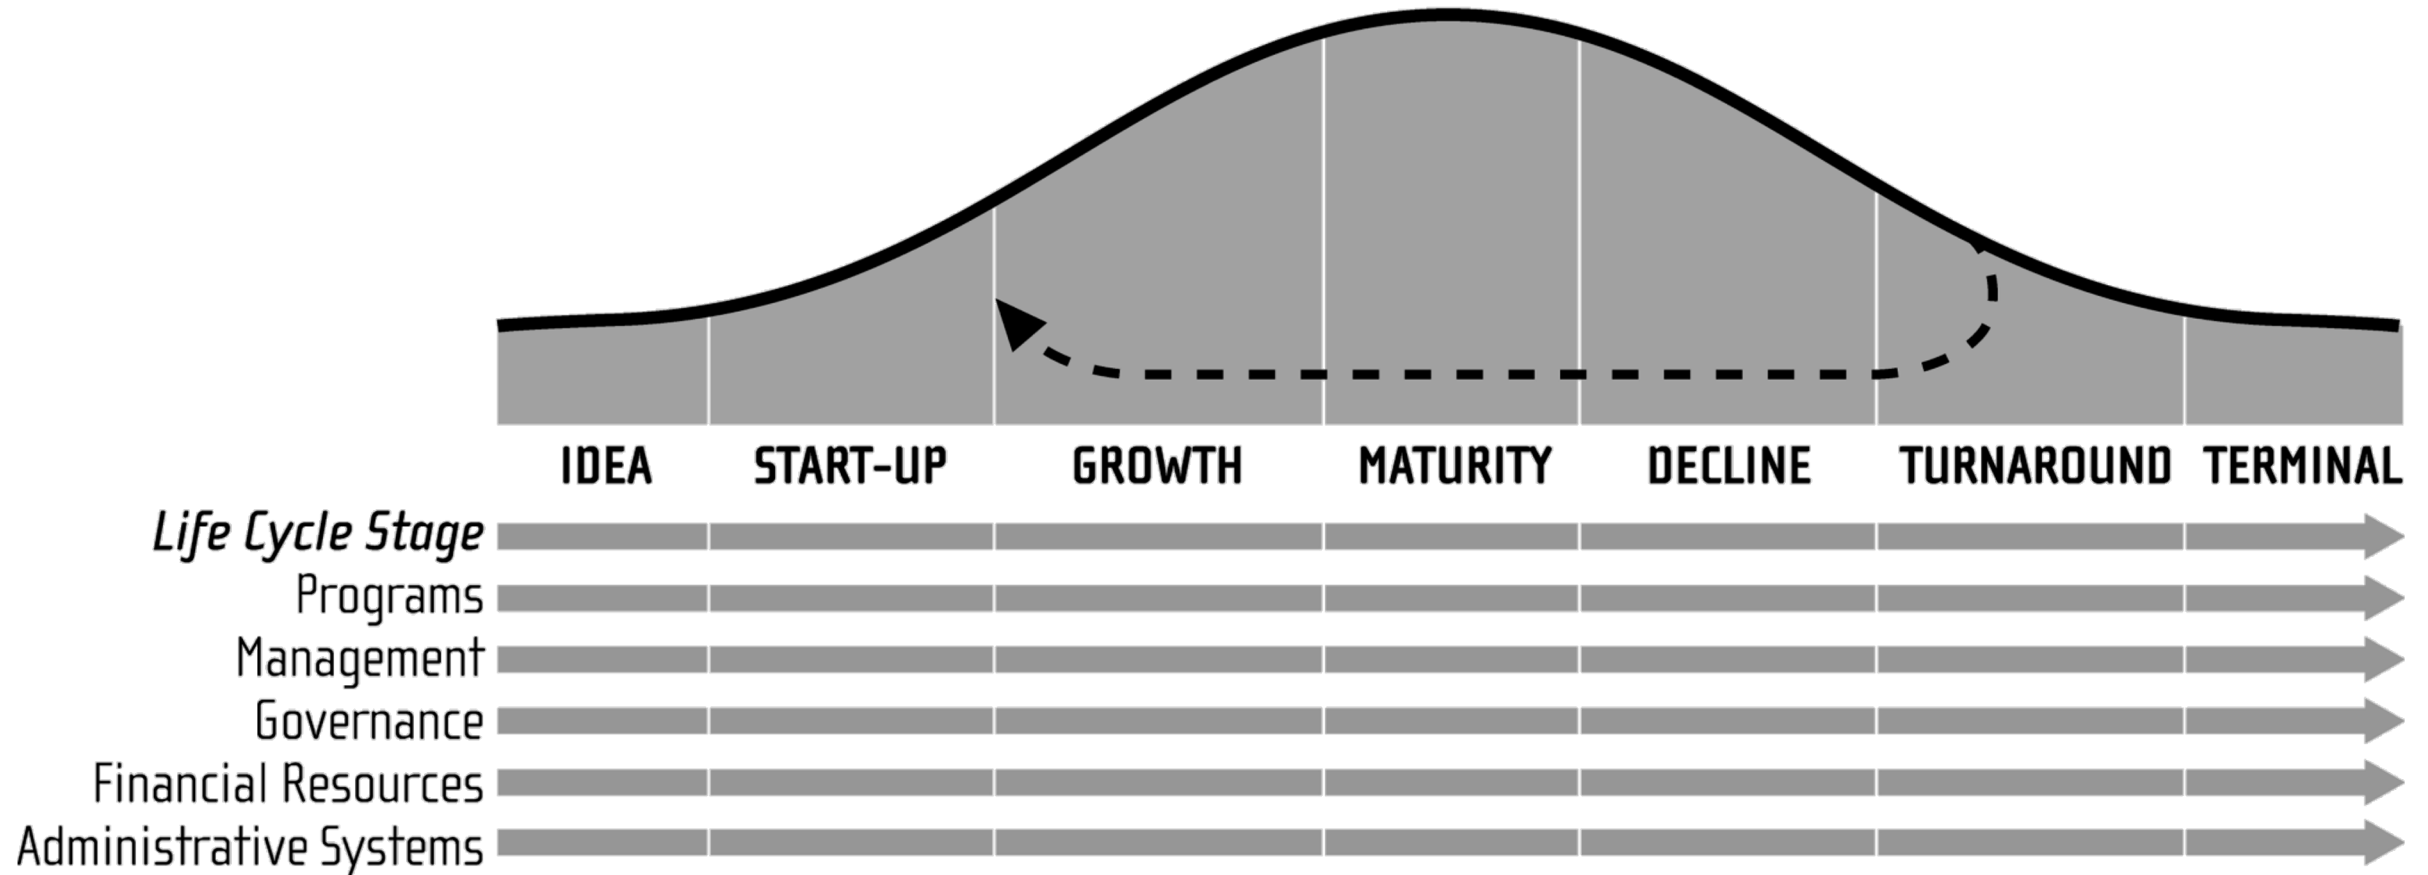 IDEA START-UP GROWTH MATURITY DECLINE TURNAROUND TERMINAL
Life Cycle Stage
Programs
Management
Governance
Financial Resources
Administrative Systems